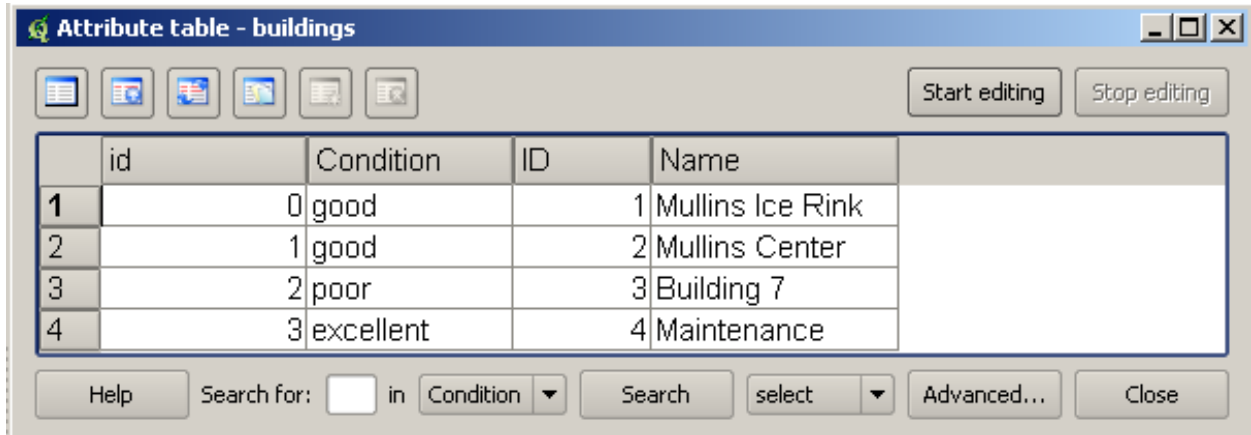 Attribute table - buildings
Start editing Stop editing
id Condition ID Name
1 0 good 1 Mullins Ice Rink
2 1 good 2 Mullins Center
3 2 poor 3 Building 7
4 3 excellent 4 Maintenance
Help Search for: in Condition Search select Advanced... Close